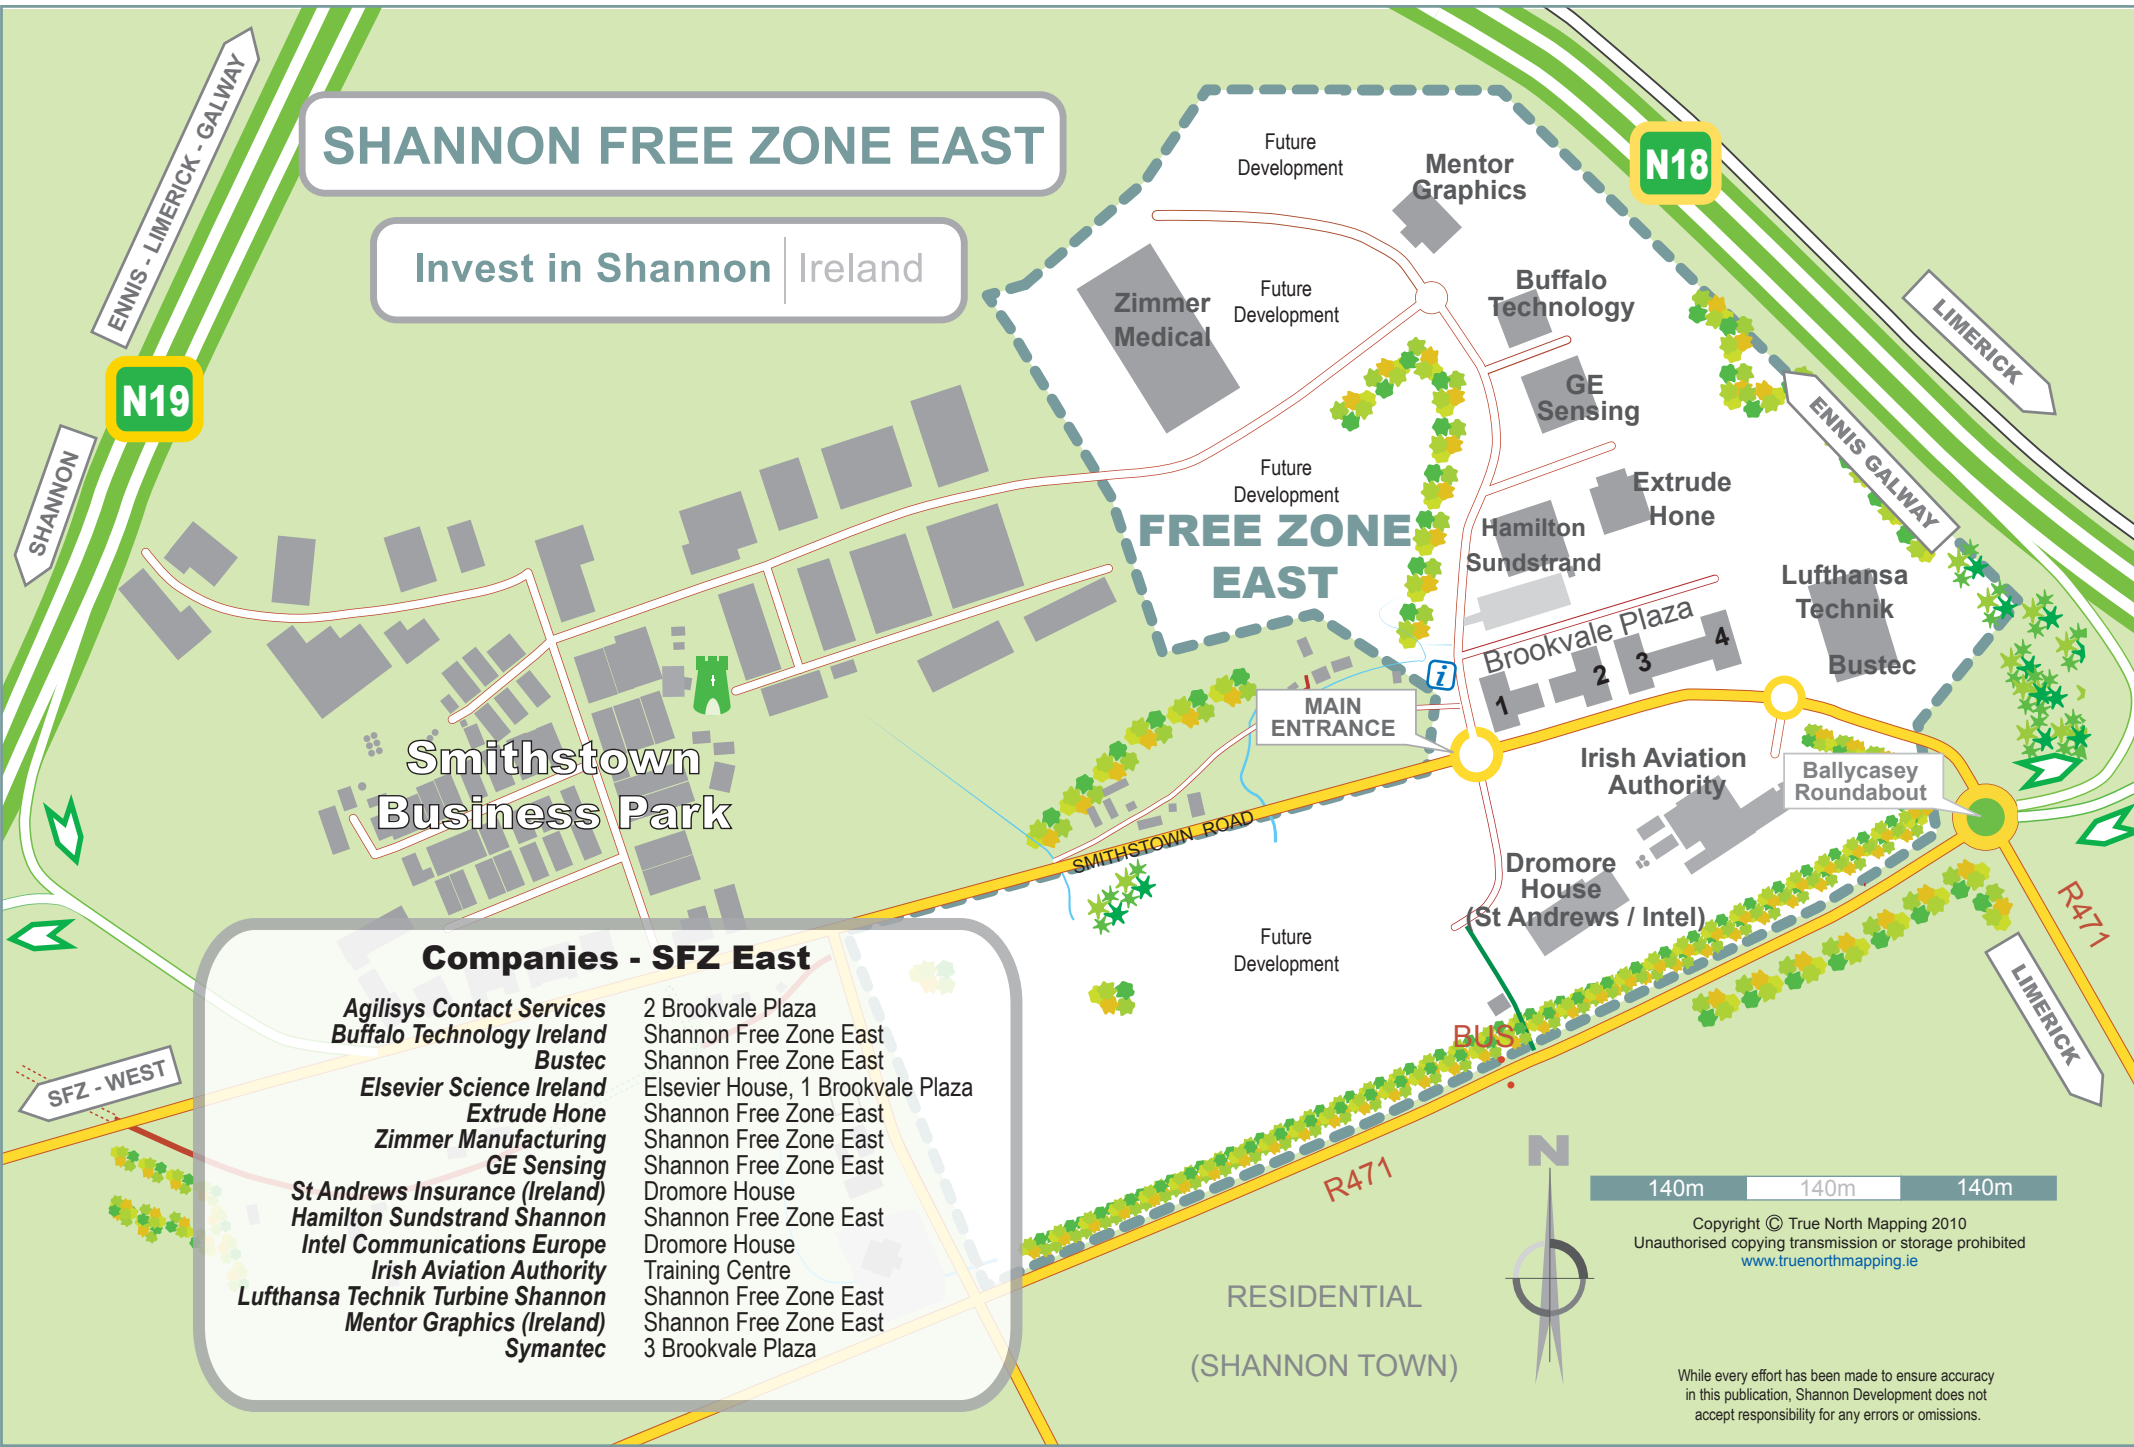 SHANNON FREE ZONE EAST
Invest in Shannon Ireland
ENNIS - LIMERICK - GALWAY
N19
SHANNON
N18
LIMERICK
ENNIS GALWAY
Future
Development
Mentor
Graphics
Zimmer
Medical
Future
Development
Buffalo
Technology
GE
Sensing
Future
Development
Extrude
Hone
FREE ZONE
EAST
Hamilton
Sundstrand
Lufthansa
Technik
Bustec
Brookvale Plaza
1
2
3
4
i
MAIN
ENTRANCE
Smithstown
Business Park
Irish Aviation
Authority
Ballycasey
Roundabout
SMITHSTOWN ROAD
Dromore
House
(St Andrews / Intel)
Future
Development
R471
LIMERICK
BUS
R471
SFZ - WEST
Companies - SFZ East
Agilisys Contact Services 2 Brookvale Plaza
Buffalo Technology Ireland Shannon Free Zone East
Bustec Shannon Free Zone East
Elsevier Science Ireland Elsevier House, 1 Brookvale Plaza
Extrude Hone Shannon Free Zone East
Zimmer Manufacturing Shannon Free Zone East
GE Sensing Shannon Free Zone East
St Andrews Insurance (Ireland) Dromore House
Hamilton Sundstrand Shannon Shannon Free Zone East
Intel Communications Europe Dromore House
Irish Aviation Authority Training Centre
Lufthansa Technik Turbine Shannon Shannon Free Zone East
Mentor Graphics (Ireland) Shannon Free Zone East
Symantec 3 Brookvale Plaza
RESIDENTIAL
(SHANNON TOWN)
N
140m 140m 140m
Copyright © True North Mapping 2010
Unauthorised copying transmission or storage prohibited
www.truenorthmapping.ie
While every effort has been made to ensure accuracy
in this publication, Shannon Development does not
accept responsibility for any errors or omissions.